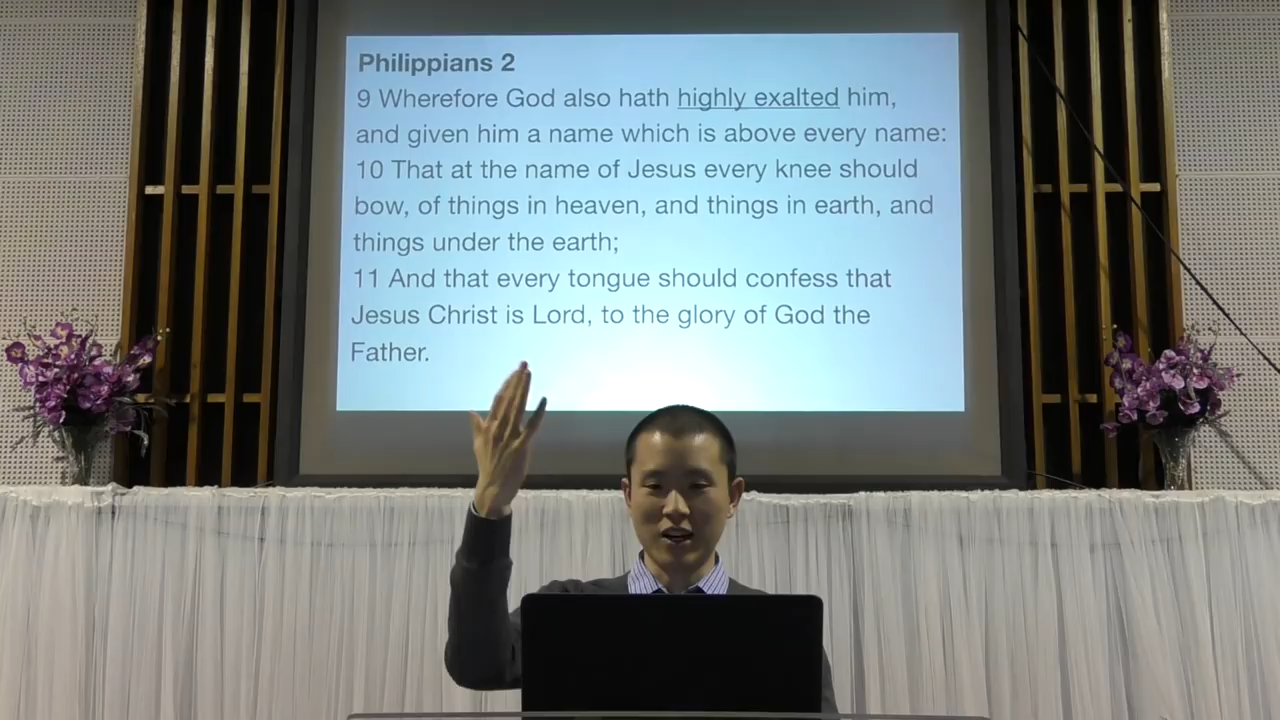 Philippians 2
9 Wherefore God also hath highly exalted him,
and given him a name which is above every name:
10 That at the name of Jesus every knee should
bow, of things in heaven, and things in earth, and
things under the earth;
11 And that every tongue should confess that
Jesus Christ is Lord, to the glory of God the
Father.